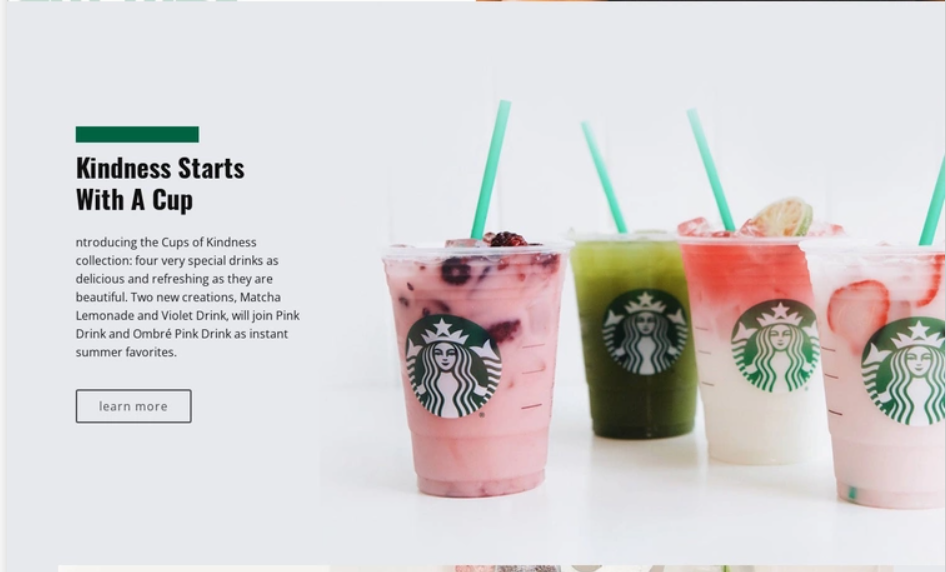 Kindness Starts
With A Cup
ntroducing the Cups of Kindness
collection: four very special drinks as
delicious and refreshing as they are
beautiful. Two new creations, Matcha
Lemonade and Violet Drink, will join Pink
Drink and Ombré Pink Drink as instant
summer favorites.
learn more